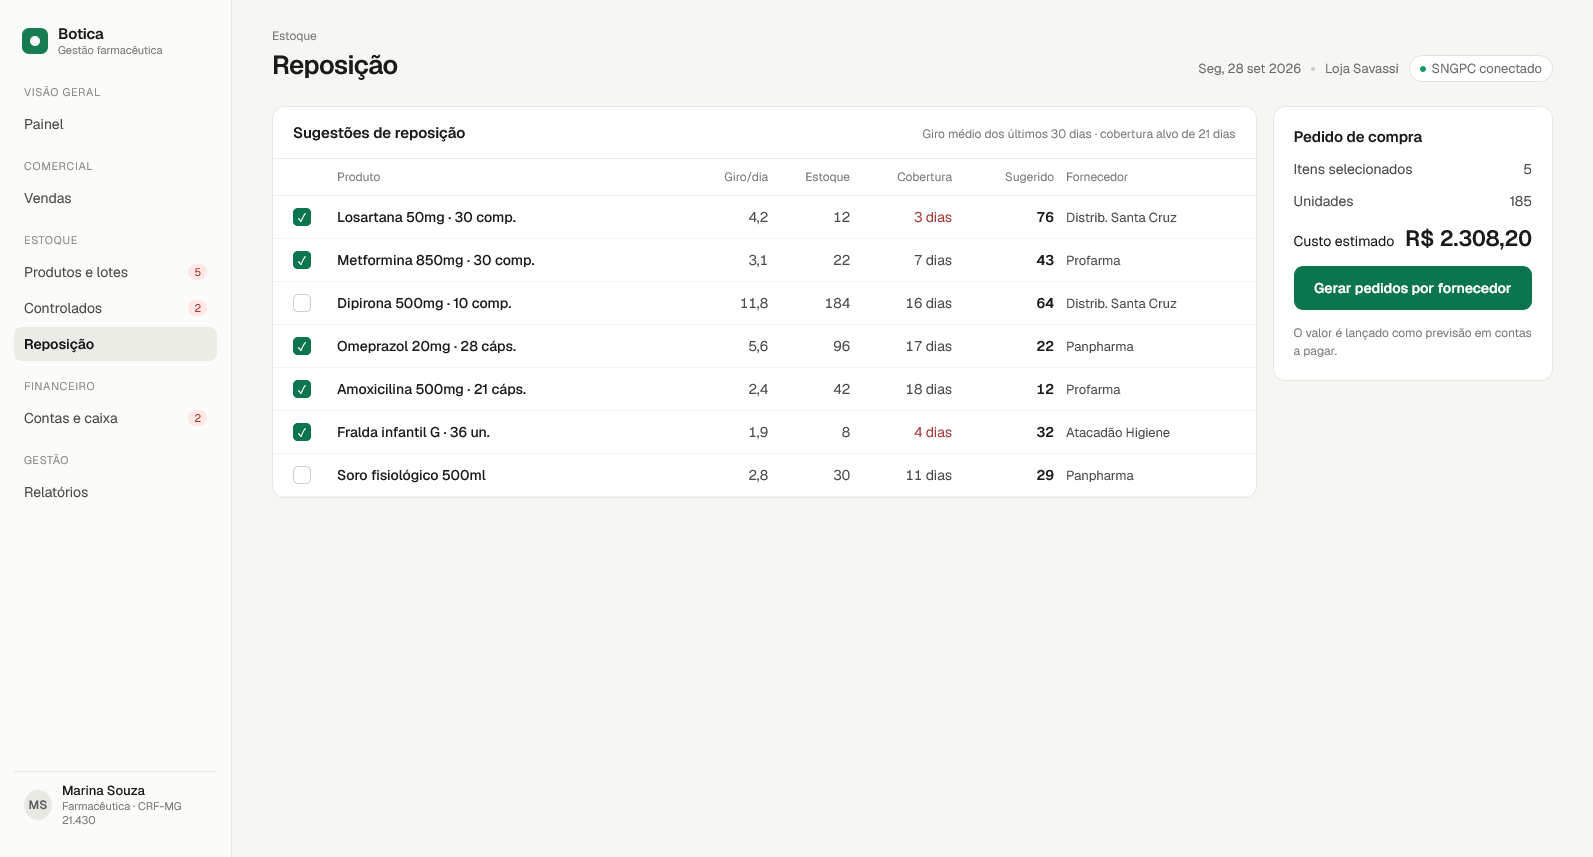 Botica
Gestão farmacêutica
VISÃO GERAL
Painel
COMERCIAL
Vendas
ESTOQUE
Produtos e lotes 5
Controlados 2
Reposição
FINANCEIRO
Contas e caixa 2
GESTÃO
Relatórios
MS
Marina Souza
Farmacêutica · CRF-MG
21.430
Estoque
Reposição
Seg, 28 set 2026 • Loja Savassi SNGPC conectado
Sugestões de reposição Giro médio dos últimos 30 dias · cobertura alvo de 21 dias
Produto Giro/dia Estoque Cobertura Sugerido Fornecedor
Losartana 50mg · 30 comp. 4,2 12 3 dias 76 Distrib. Santa Cruz
Metformina 850mg · 30 comp. 3,1 22 7 dias 43 Profarma
Dipirona 500mg · 10 comp. 11,8 184 16 dias 64 Distrib. Santa Cruz
Omeprazol 20mg · 28 cáps. 5,6 96 17 dias 22 Panpharma
Amoxicilina 500mg · 21 cáps. 2,4 42 18 dias 12 Profarma
Fralda infantil G · 36 un. 1,9 8 4 dias 32 Atacadão Higiene
Soro fisiológico 500ml 2,8 30 11 dias 29 Panpharma
Pedido de compra
Itens selecionados 5
Unidades 185
Custo estimado R$ 2.308,20
Gerar pedidos por fornecedor
O valor é lançado como previsão em contas
a pagar.